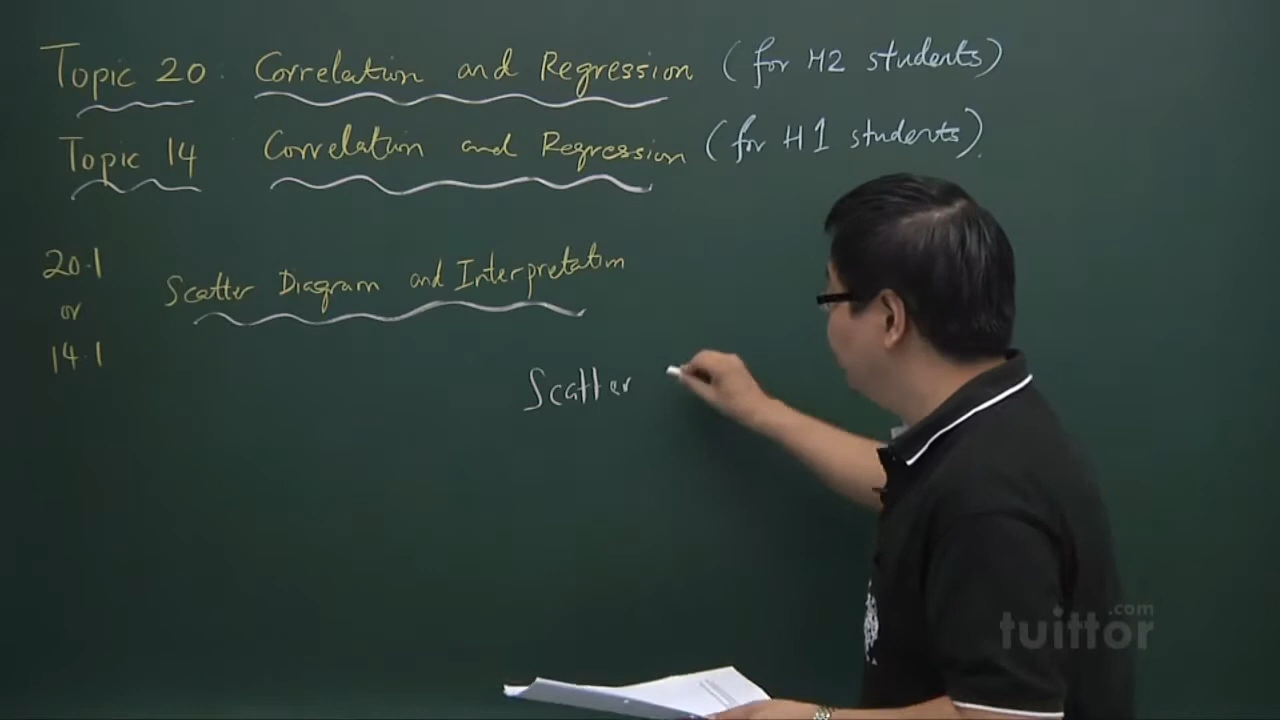 Topic 20 Correlation and Regression (for H2 students)
Topic 14 Correlation and Regression (for H1 students).
20.1
or
14.1
Scatter Diagram and Interpretation
Scatter
tuittor.com